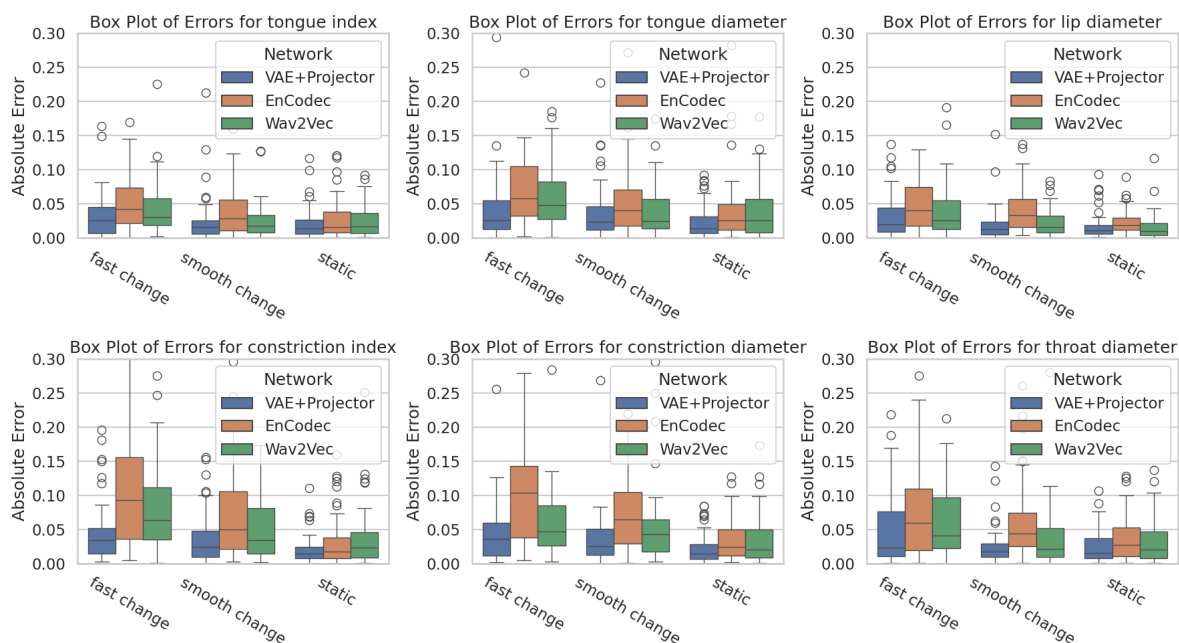 Box Plot of Errors for tongue index
Absolute Error
0.30
0.25
0.20
0.15
0.10
0.05
0.00
Network
VAE+Projector
EnCodec
Wav2Vec
fast change
smooth change
static
Box Plot of Errors for tongue diameter
Absolute Error
0.30
0.25
0.20
0.15
0.10
0.05
0.00
Network
VAE+Projector
EnCodec
Wav2Vec
fast change
smooth change
static
Box Plot of Errors for lip diameter
Absolute Error
0.30
0.25
0.20
0.15
0.10
0.05
0.00
Network
VAE+Projector
EnCodec
Wav2Vec
fast change
smooth change
static
Box Plot of Errors for constriction index
Absolute Error
0.30
0.25
0.20
0.15
0.10
0.05
0.00
Network
VAE+Projector
EnCodec
Wav2Vec
fast change
smooth change
static
Box Plot of Errors for constriction diameter
Absolute Error
0.30
0.25
0.20
0.15
0.10
0.05
0.00
Network
VAE+Projector
EnCodec
Wav2Vec
fast change
smooth change
static
Box Plot of Errors for throat diameter
Absolute Error
0.30
0.25
0.20
0.15
0.10
0.05
0.00
Network
VAE+Projector
EnCodec
Wav2Vec
fast change
smooth change
static